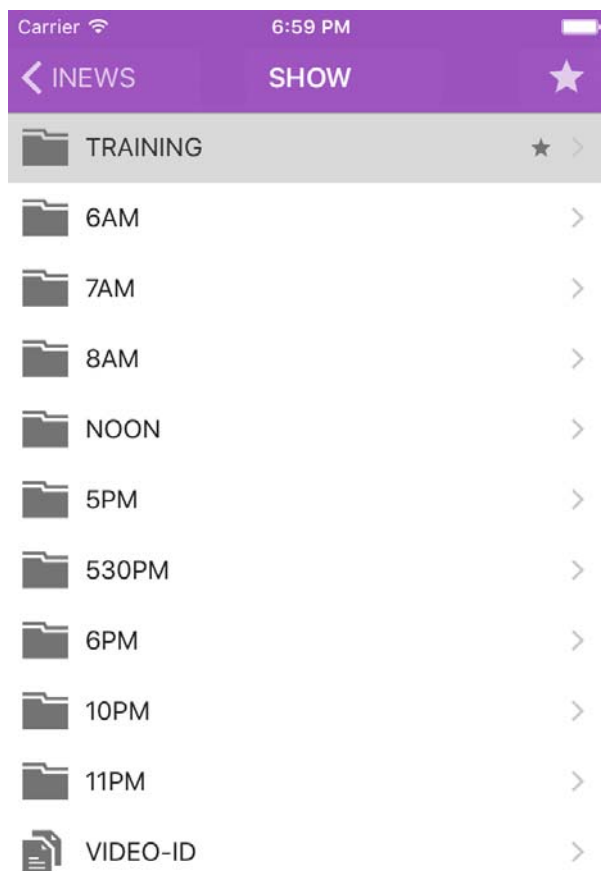 Carrier 6:59 PM
INEWS SHOW
TRAINING
6AM
7AM
8AM
NOON
5PM
530PM
6PM
10PM
11PM
VIDEO-ID